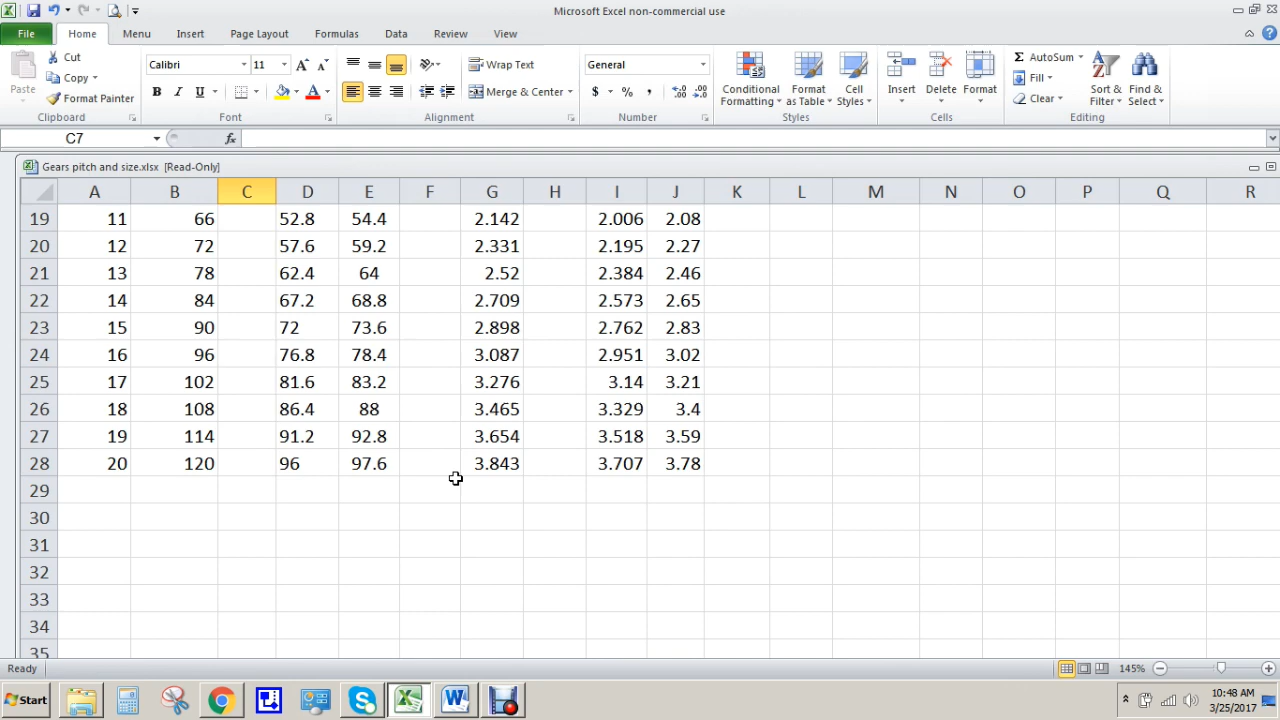 Microsoft Excel non-commercial use
File Home Menu Insert Page Layout Formulas Data Review View
Cut
Copy
Format Painter
Paste
Clipboard
Calibri 11
B I U A
Font
Wrap Text
Merge & Center
Alignment
General
$ % ,
Number
Conditional Formatting
Format as Table
Cell Styles
Styles
Insert Delete Format
Cells
AutoSum
Fill
Clear
Sort & Filter
Find & Select
Editing
C7 fx
Gears pitch and size.xlsx [Read-Only]
A B C D E F G H I J K L M N O P Q R
19 11 66 52.8 54.4 2.142 2.006 2.08
20 12 72 57.6 59.2 2.331 2.195 2.27
21 13 78 62.4 64 2.52 2.384 2.46
22 14 84 67.2 68.8 2.709 2.573 2.65
23 15 90 72 73.6 2.898 2.762 2.83
24 16 96 76.8 78.4 3.087 2.951 3.02
25 17 102 81.6 83.2 3.276 3.14 3.21
26 18 108 86.4 88 3.465 3.329 3.4
27 19 114 91.2 92.8 3.654 3.518 3.59
28 20 120 96 97.6 3.843 3.707 3.78
29
30
31
32
33
34
35
Ready 145%
Start 10:48 AM
3/25/2017